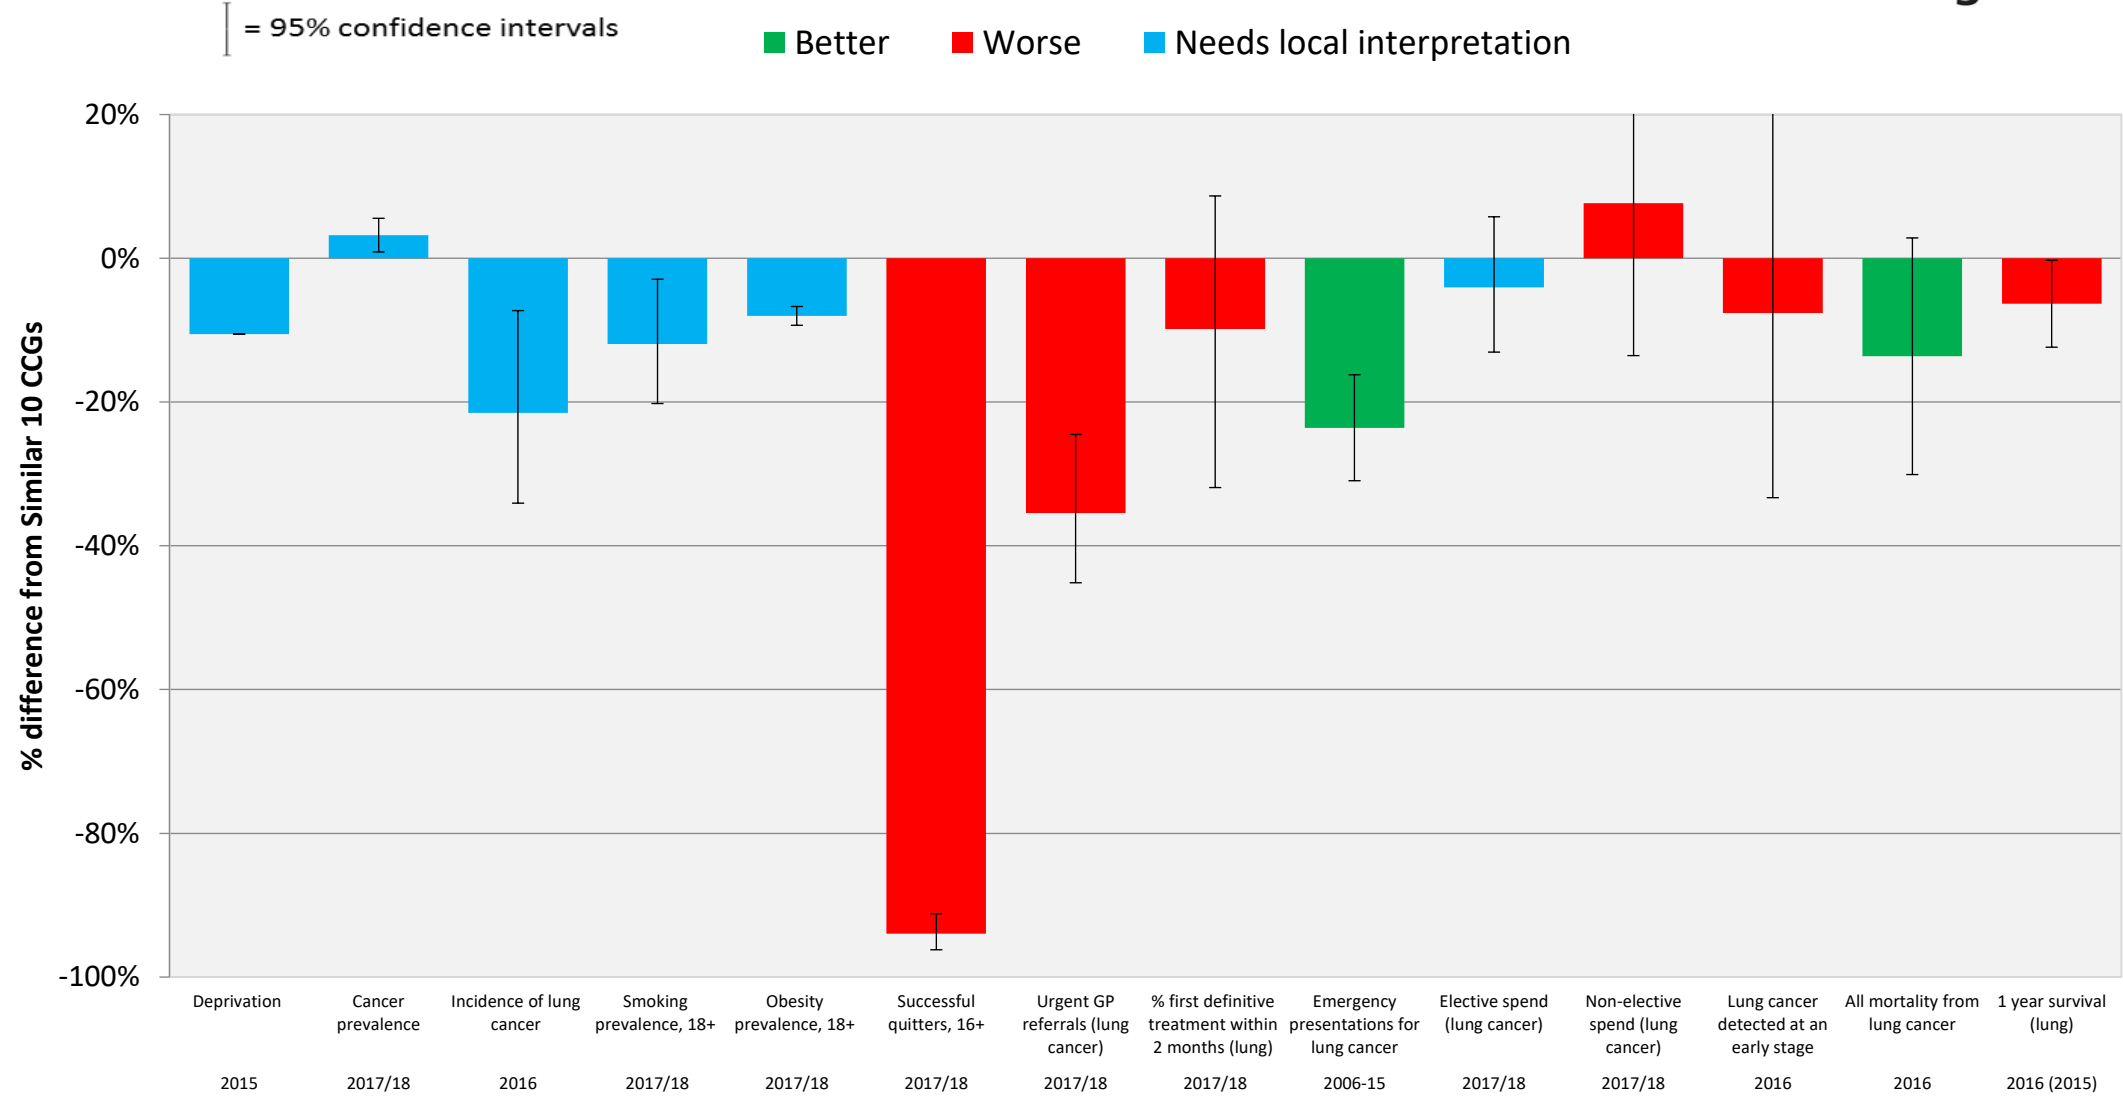 = 95% confidence intervals
Better Worse Needs local interpretation
20%
0%
-20%
-40%
-60%
-80%
-100%
% difference from Similar 10 CCGs
Deprivation
2015
Cancer
prevalence
2017/18
Incidence of lung
cancer
2016
Smoking
prevalence, 18+
2017/18
Obesity
prevalence, 18+
2017/18
Successful
quitters, 16+
2017/18
Urgent GP
referrals (lung
cancer)
2017/18
% first definitive
treatment within
2 months (lung)
2017/18
Emergency
presentations for
lung cancer
2006-15
Elective spend
(lung cancer)
2017/18
Non-elective
spend (lung
cancer)
2017/18
Lung cancer
detected at an
early stage
2016
All mortality from
lung cancer
2016
1 year survival
(lung)
2016 (2015)